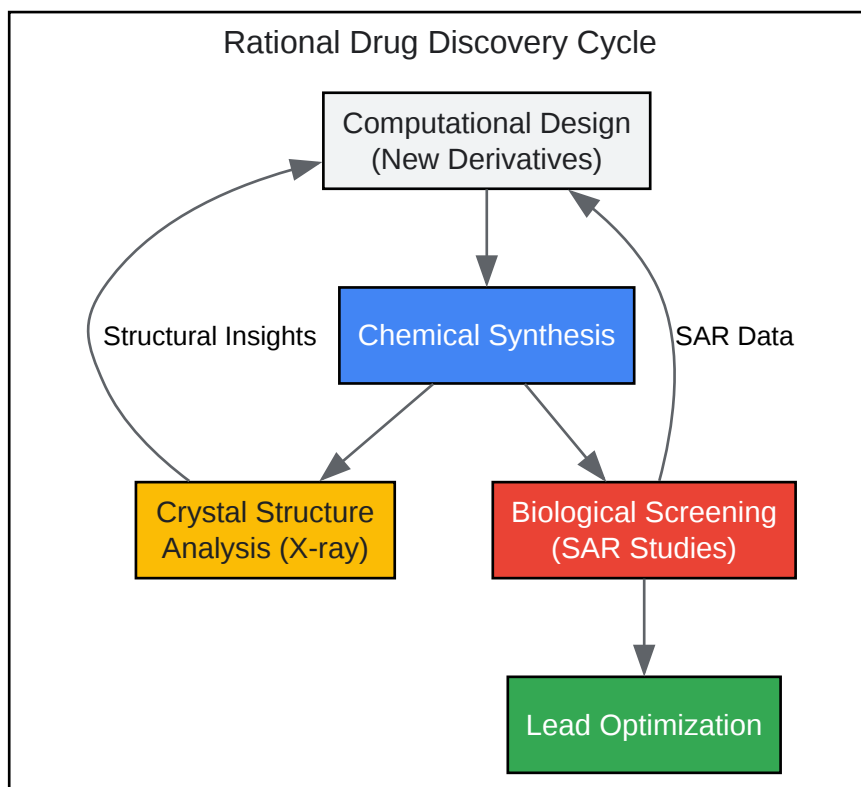 Rational Drug Discovery Cycle
Computational Design
(New Derivatives)
Structural Insights
Chemical Synthesis
SAR Data
Crystal Structure
Analysis (X-ray)
Biological Screening
(SAR Studies)
Lead Optimization